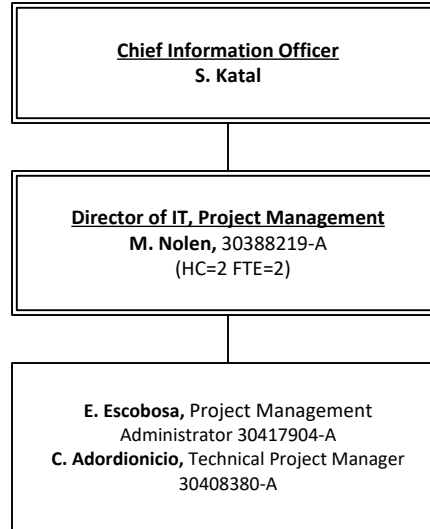 Chief Information Officer
S. Katal
Director of IT, Project Management
M. Nolen, 30388219-A
(HC=2 FTE=2)
E. Escobosa, Project Management
Administrator 30417904-A
C. Adordionicio, Technical Project Manager
30408380-A